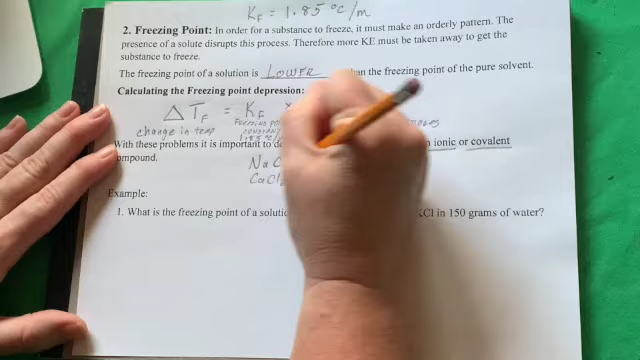 KF = 1.85 °C/m
2. Freezing Point: In order for a substance to freeze, it must make an orderly pattern. The
presence of a solute disrupts this process. Therefore more KE must be taken away to get the
substance to freeze.
The freezing point of a solution is LOWER than the freezing point of the pure solvent.
Calculating the Freezing point depression:
Δ TF = KF x
change in temp
With these problems it is important to ionic or covalent
compound.
NaC
CaCl2
Example:
1. What is the freezing point of a solutio KCl in 150 grams of water?